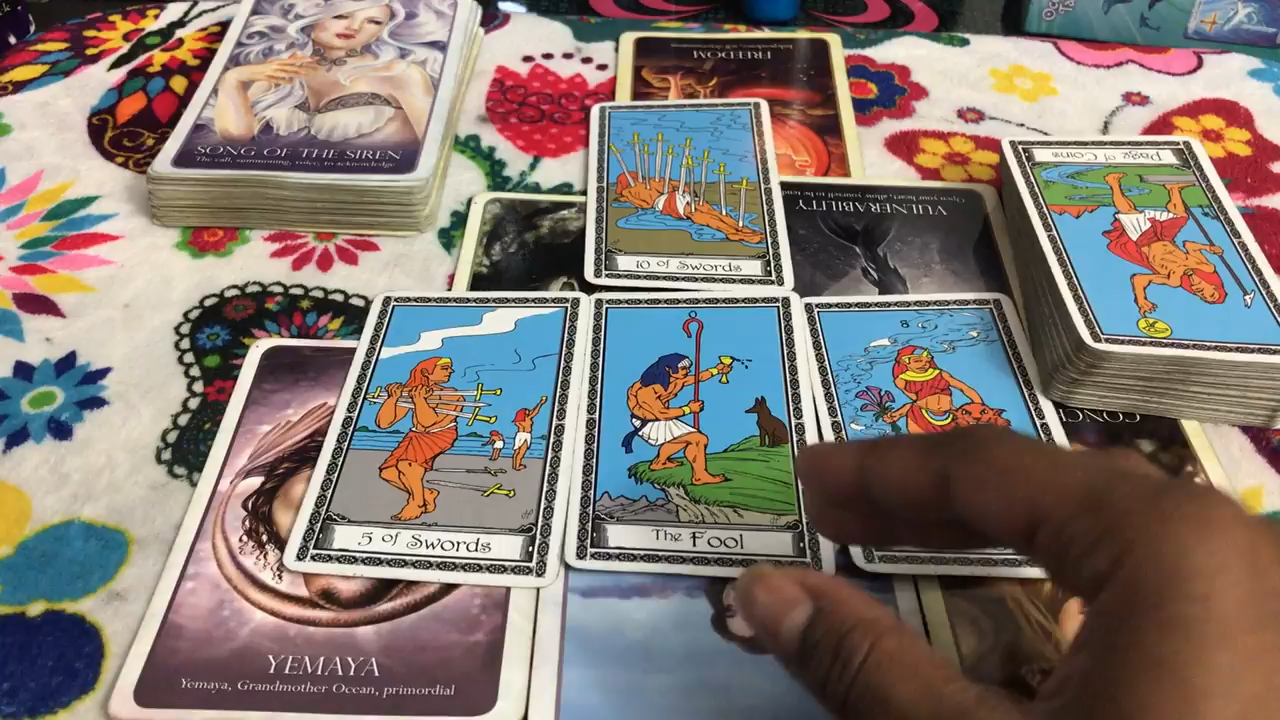 FREEDOM
SONG OF THE SIREN
The call, summoning, voice, to acknowledge
Page of Coins
VULNERABILITY
Open your heart, allow yourself to be
10 of Swords
8
5 of Swords
The Fool
YEMAYA
Yemaya, Grandmother Ocean, primordial